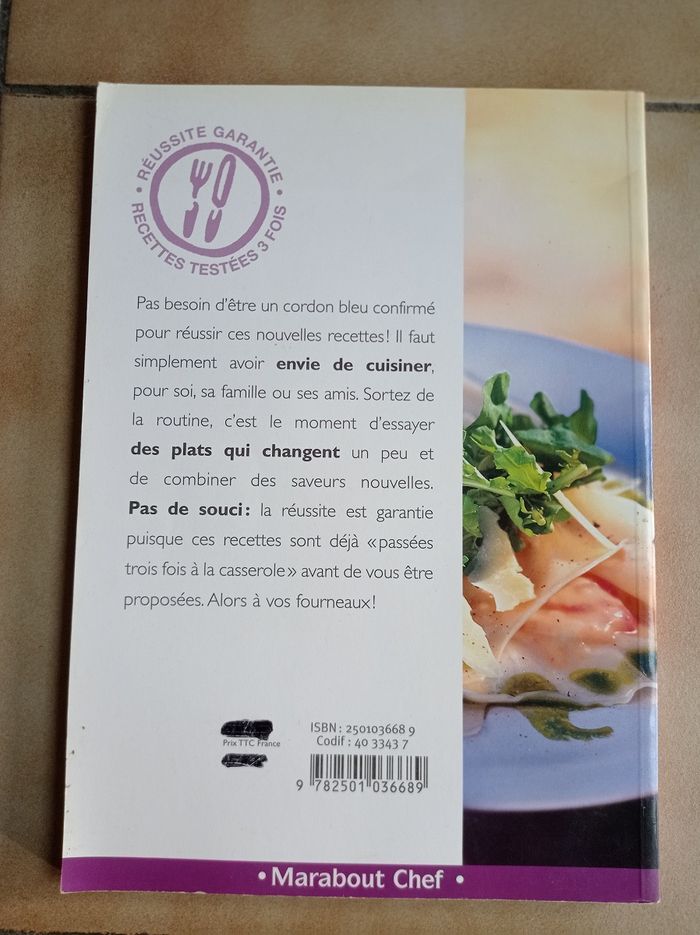 • RÉUSSITE GARANTIE •
RECETTES TESTÉES 3 FOIS
Pas besoin d'être un cordon bleu confirmé
pour réussir ces nouvelles recettes! Il faut
simplement avoir envie de cuisiner,
pour soi, sa famille ou ses amis. Sortez de
la routine, c'est le moment d'essayer
des plats qui changent un peu et
de combiner des saveurs nouvelles.
Pas de souci: la réussite est garantie
puisque ces recettes sont déjà «passées
trois fois à la casserole» avant de vous être
proposées. Alors à vos fourneaux!
Prix TTC France
ISBN : 250103668 9
Codif : 40 3343 7
9 782501 036689
• Marabout Chef •